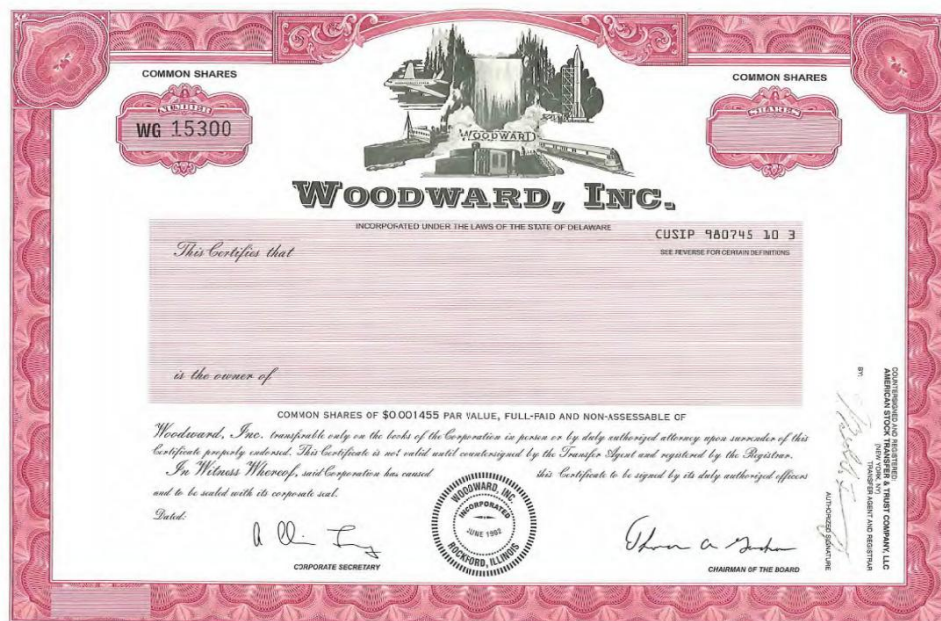 COMMON SHARES
COMMON SHARES
NUMBER
SHARES
WG 15300
WOODWARD
WOODWARD, INC.
INCORPORATED UNDER THE LAWS OF THE STATE OF DELAWARE
CUSIP 980745 10 3
SEE REVERSE FOR CERTAIN DEFINITIONS
This Certifies that
is the owner of
COMMON SHARES OF $0 001455 PAR VALUE, FULL-PAID AND NON-ASSESSABLE OF
Woodward, Inc. transferable only on the books of the Corporation in person or by duly authorized attorney upon surrender of this
Certificate properly endorsed. This Certificate is not valid until countersigned by the Transfer Agent and registered by the Registrar.
In Witness Whereof, said Corporation has caused this Certificate to be signed by its duly authorized officers
and to be sealed with its corporate seal.
Dated:
WOODWARD, INC.
INCORPORATED
ROCKFORD, ILLINOIS
CORPORATE SECRETARY
CHAIRMAN OF THE BOARD
COUNTERSIGNED AND REGISTERED:
AMERICAN STOCK TRANSFER & TRUST COMPANY, LLC
(NEW YORK, NY)
TRANSFER AGENT AND REGISTRAR
BY:
AUTHORIZED SIGNATURE